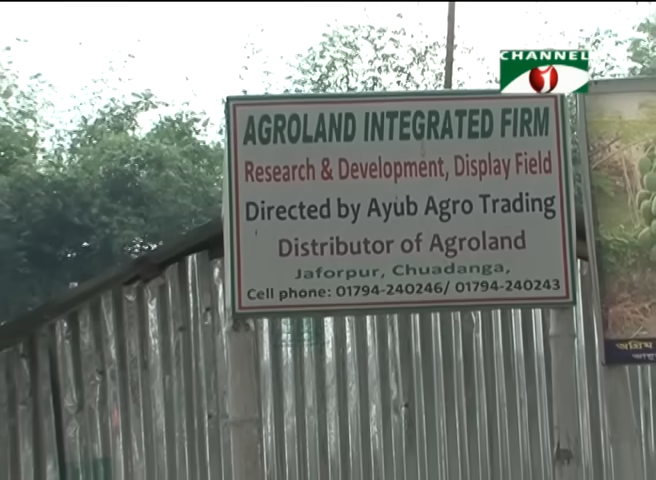 CHANNEL
AGROLAND INTEGRATED FIRM
Research & Development, Display Field
Directed by Ayub Agro Trading
Distributor of Agroland
Jaforpur, Chuadanga,
Cell phone: 01794-240246/ 01794-240243
অগ্রিম